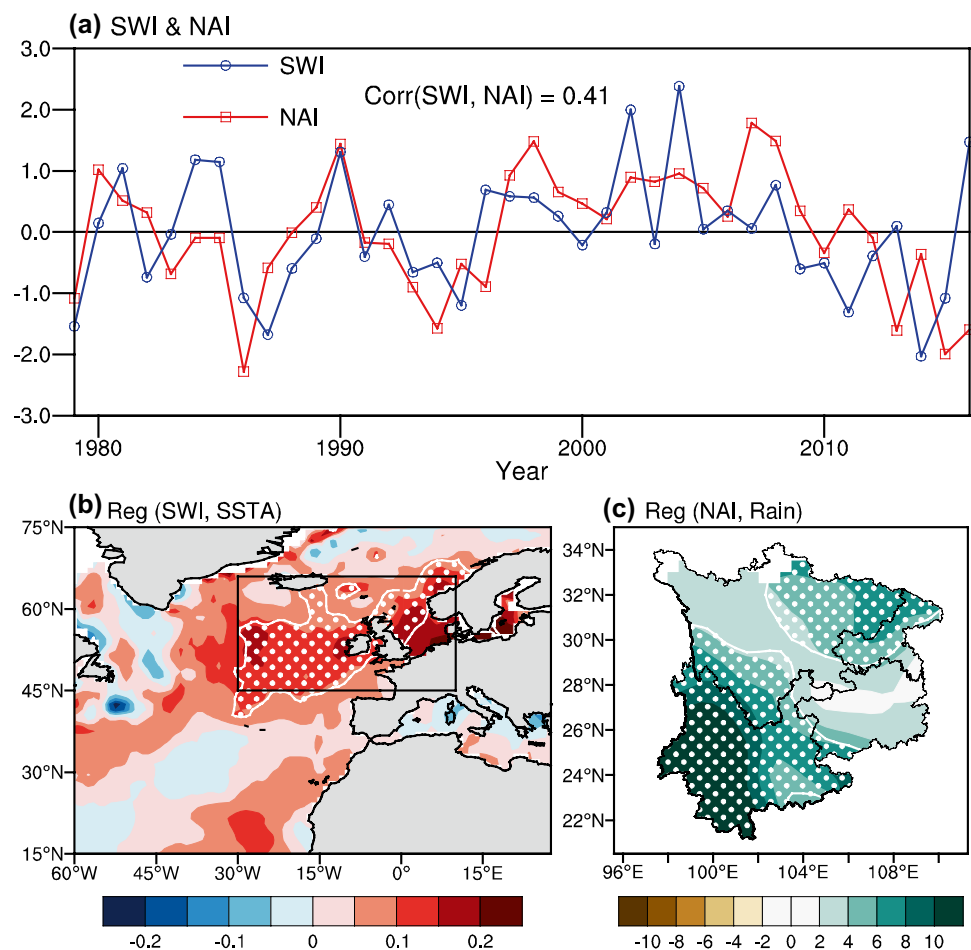 (a) SWI & NAI
3.0
2.0
1.0
0.0
-1.0
-2.0
-3.0
SWI
NAI
Corr(SWI, NAI) = 0.41
1980 1990 2000 2010
Year
(b) Reg (SWI, SSTA)
75°N
60°N
45°N
30°N
15°N
60°W 45°W 30°W 15°W 0° 15°E
-0.2 -0.1 0 0.1 0.2
(c) Reg (NAI, Rain)
34°N
32°N
30°N
28°N
26°N
24°N
22°N
96°E 100°E 104°E 108°E
-10 -8 -6 -4 -2 0 2 4 6 8 10